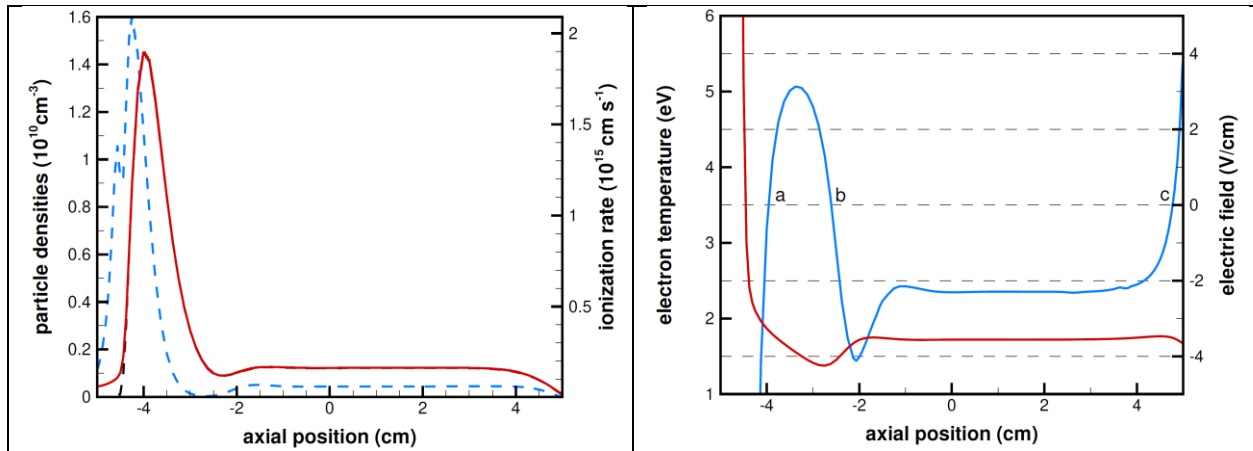 1.6
1.4
1.2
1
0.8
0.6
0.4
0.2
0
particle densities (10¹⁰cm⁻³)
2
1.5
1
0.5
ionization rate (10¹⁵ cm s⁻¹)
-4 -2 0 2 4
axial position (cm)
6
5
4
3
2
1
electron temperature (eV)
a b c
4
2
0
-2
-4
electric field (V/cm)
-4 -2 0 2 4
axial position (cm)